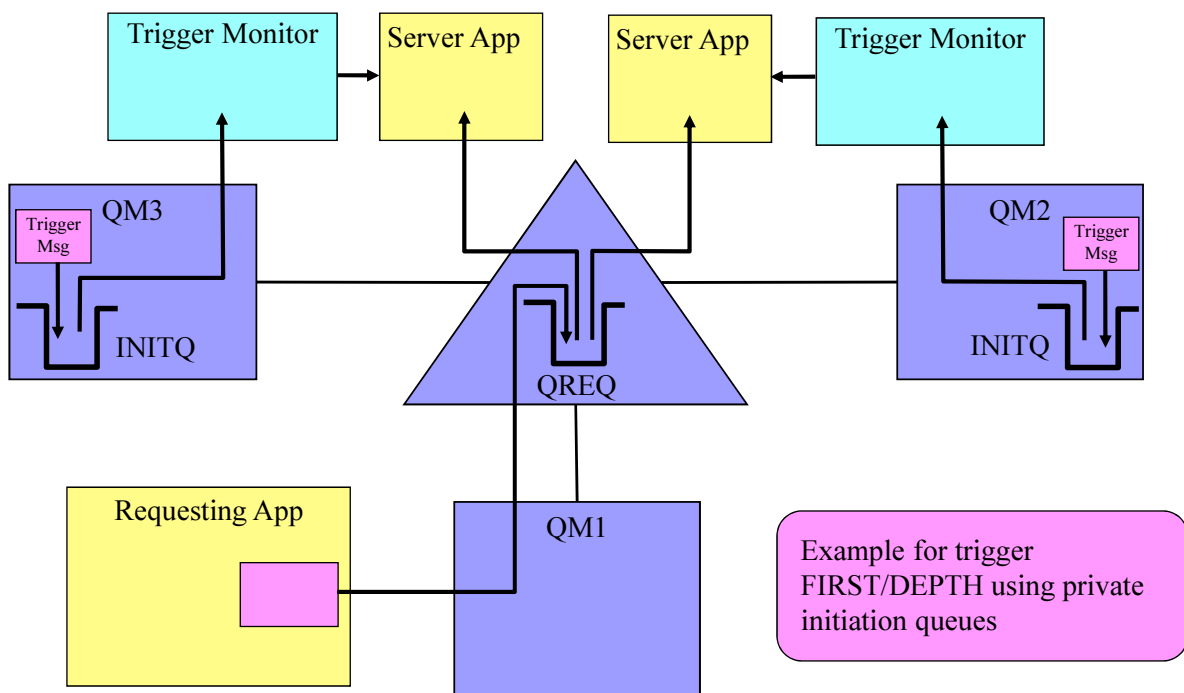 Trigger Monitor
Server App
Server App
Trigger Monitor
QM3
Trigger
Msg
INITQ
QM2
Trigger
Msg
INITQ
QREQ
Requesting App
QM1
Example for trigger
FIRST/DEPTH using private
initiation queues